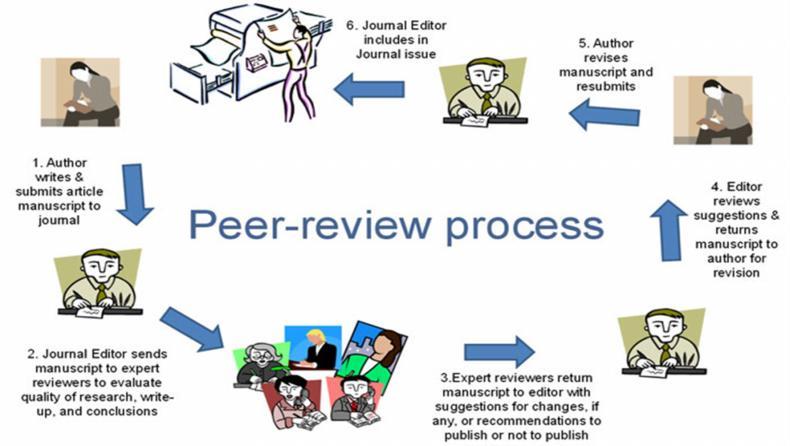 Peer-review process
1. Author
writes &
submits article
manuscript to
journal
2. Journal Editor sends
manuscript to expert
reviewers to evaluate
quality of research, write-
up, and conclusions
3.Expert reviewers return
manuscript to editor with
suggestions for changes, if
any, or recommendations to
publish or not to publish
4. Editor
reviews
suggestions &
returns
manuscript to
author for
revision
5. Author
revises
manuscript and
resubmits
6. Journal Editor
includes in
Journal issue